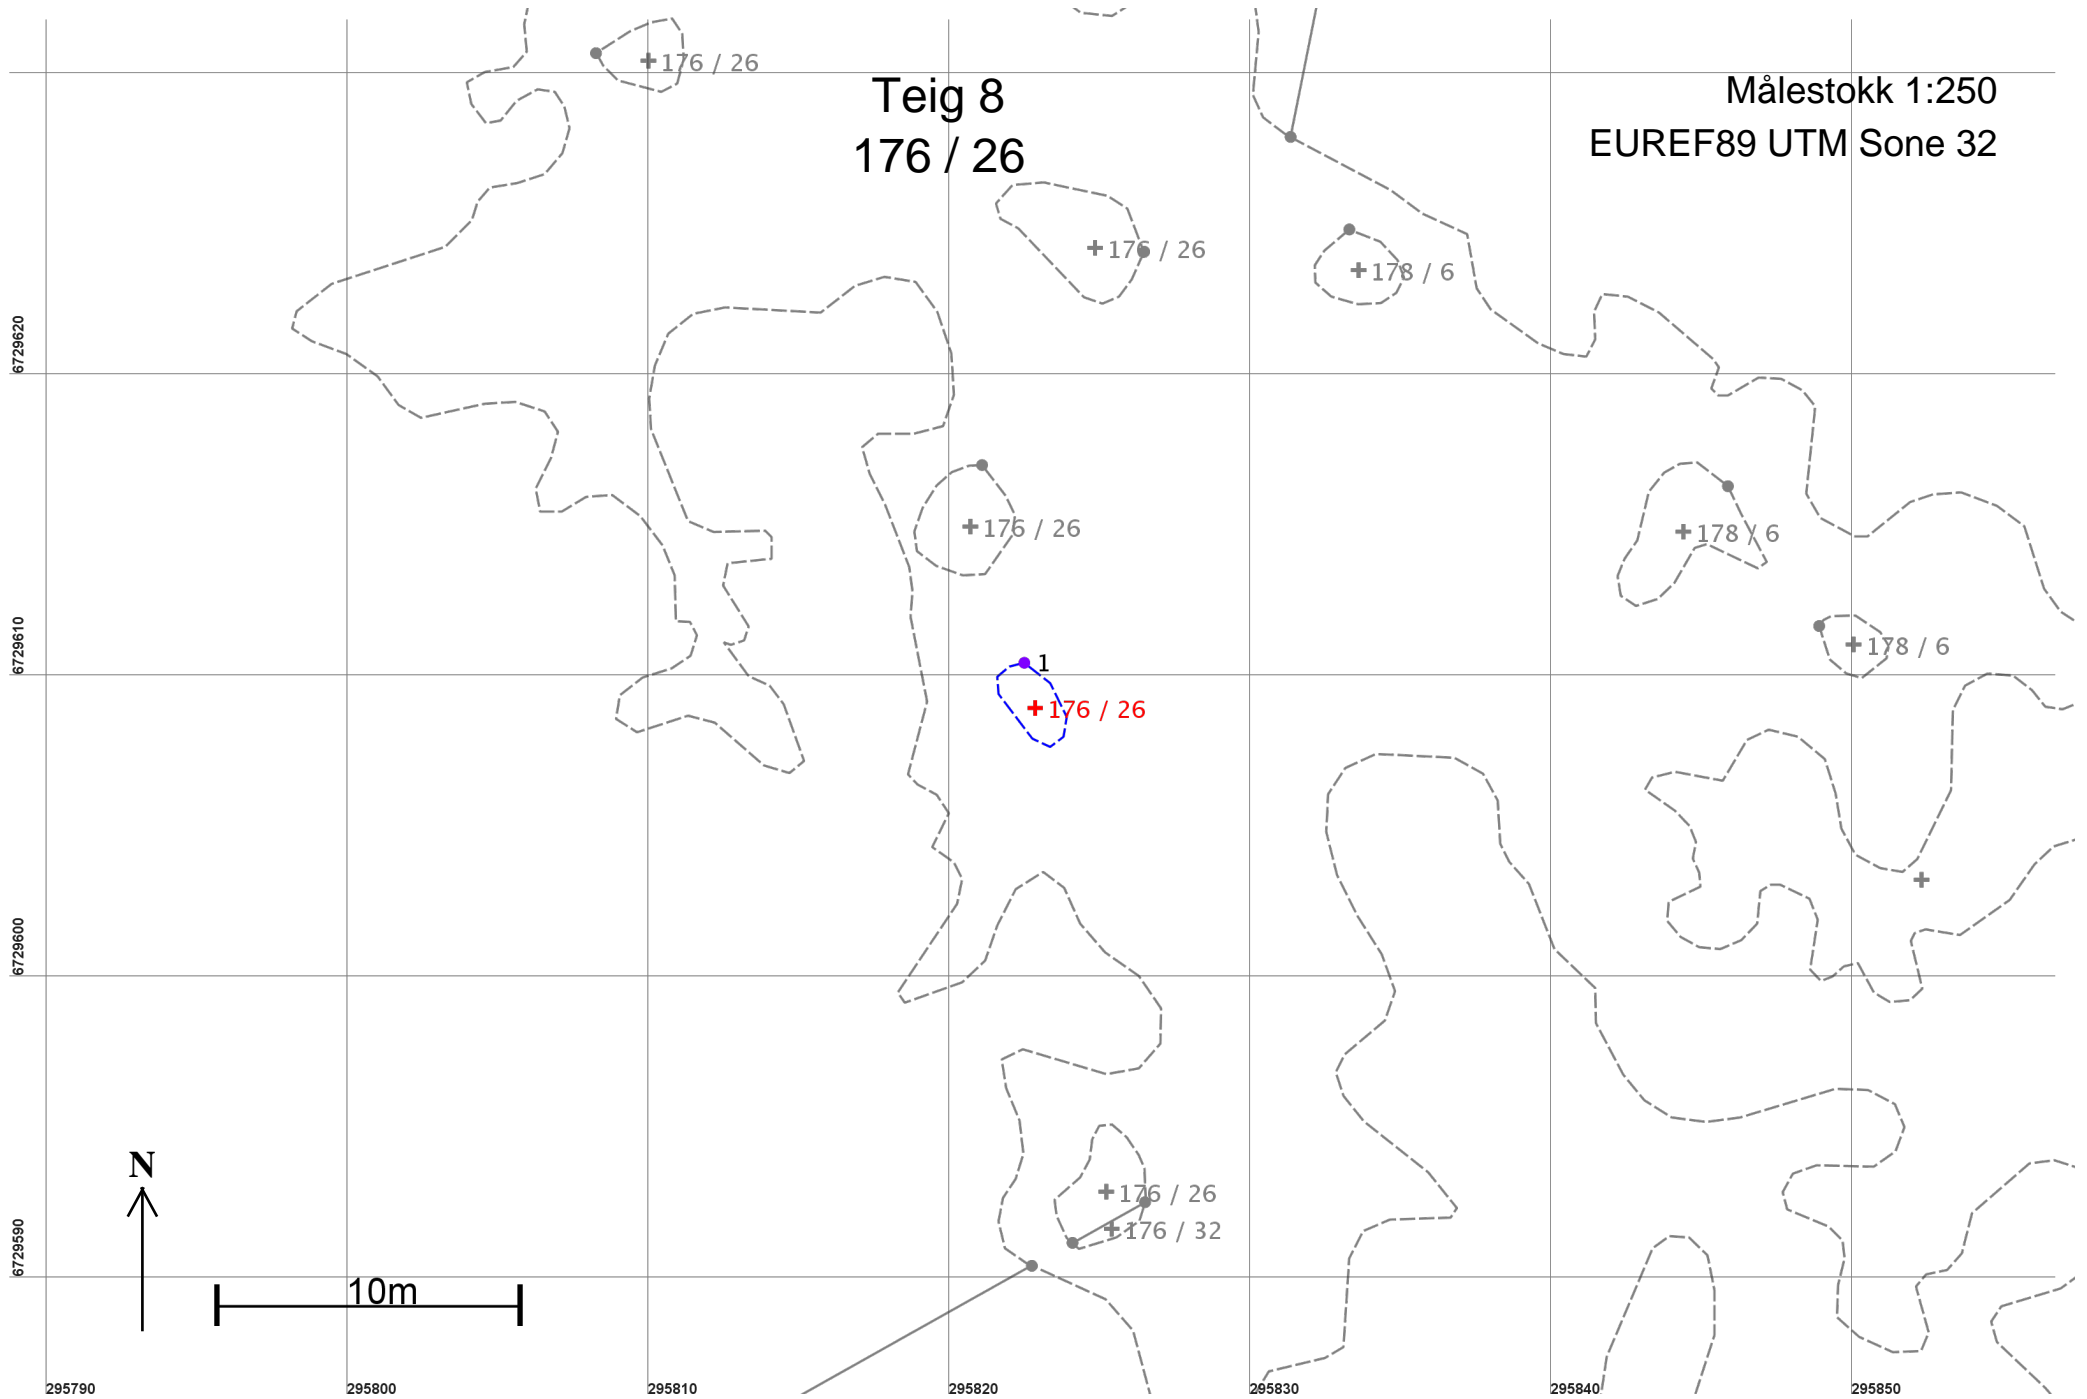 176 / 26
Teig 8
176 / 26
Målestokk 1:250
EUREF89 UTM Sone 32
176 / 26
178 / 6
6729620
176 / 26
178 / 6
6729610
1
178 / 6
176 / 26
6729600
N
176 / 26
176 / 32
6729590
10m
295790
295800
295810
295820
295830
295840
295850